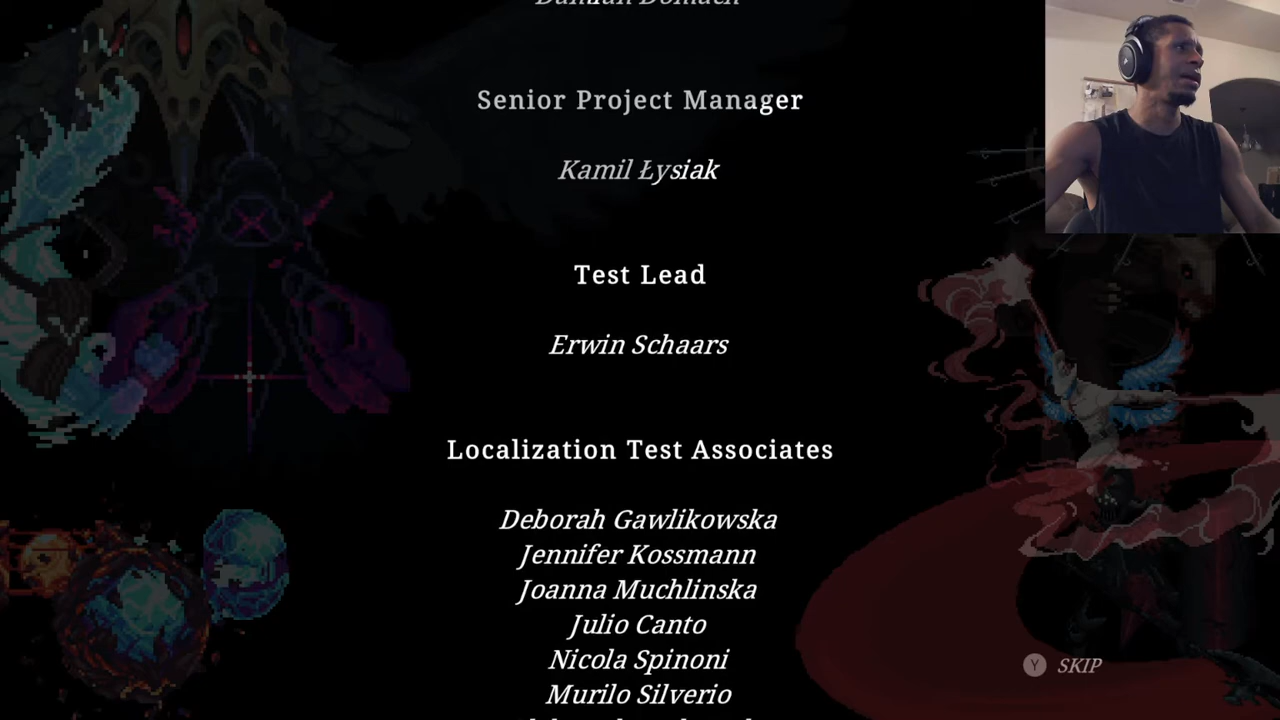 Senior Project Manager
Kamil Łysiak
Test Lead
Erwin Schaars
Localization Test Associates
Deborah Gawlikowska
Jennifer Kossmann
Joanna Muchlinska
Julio Canto
Nicola Spinoni
Murilo Silverio
Y SKIP